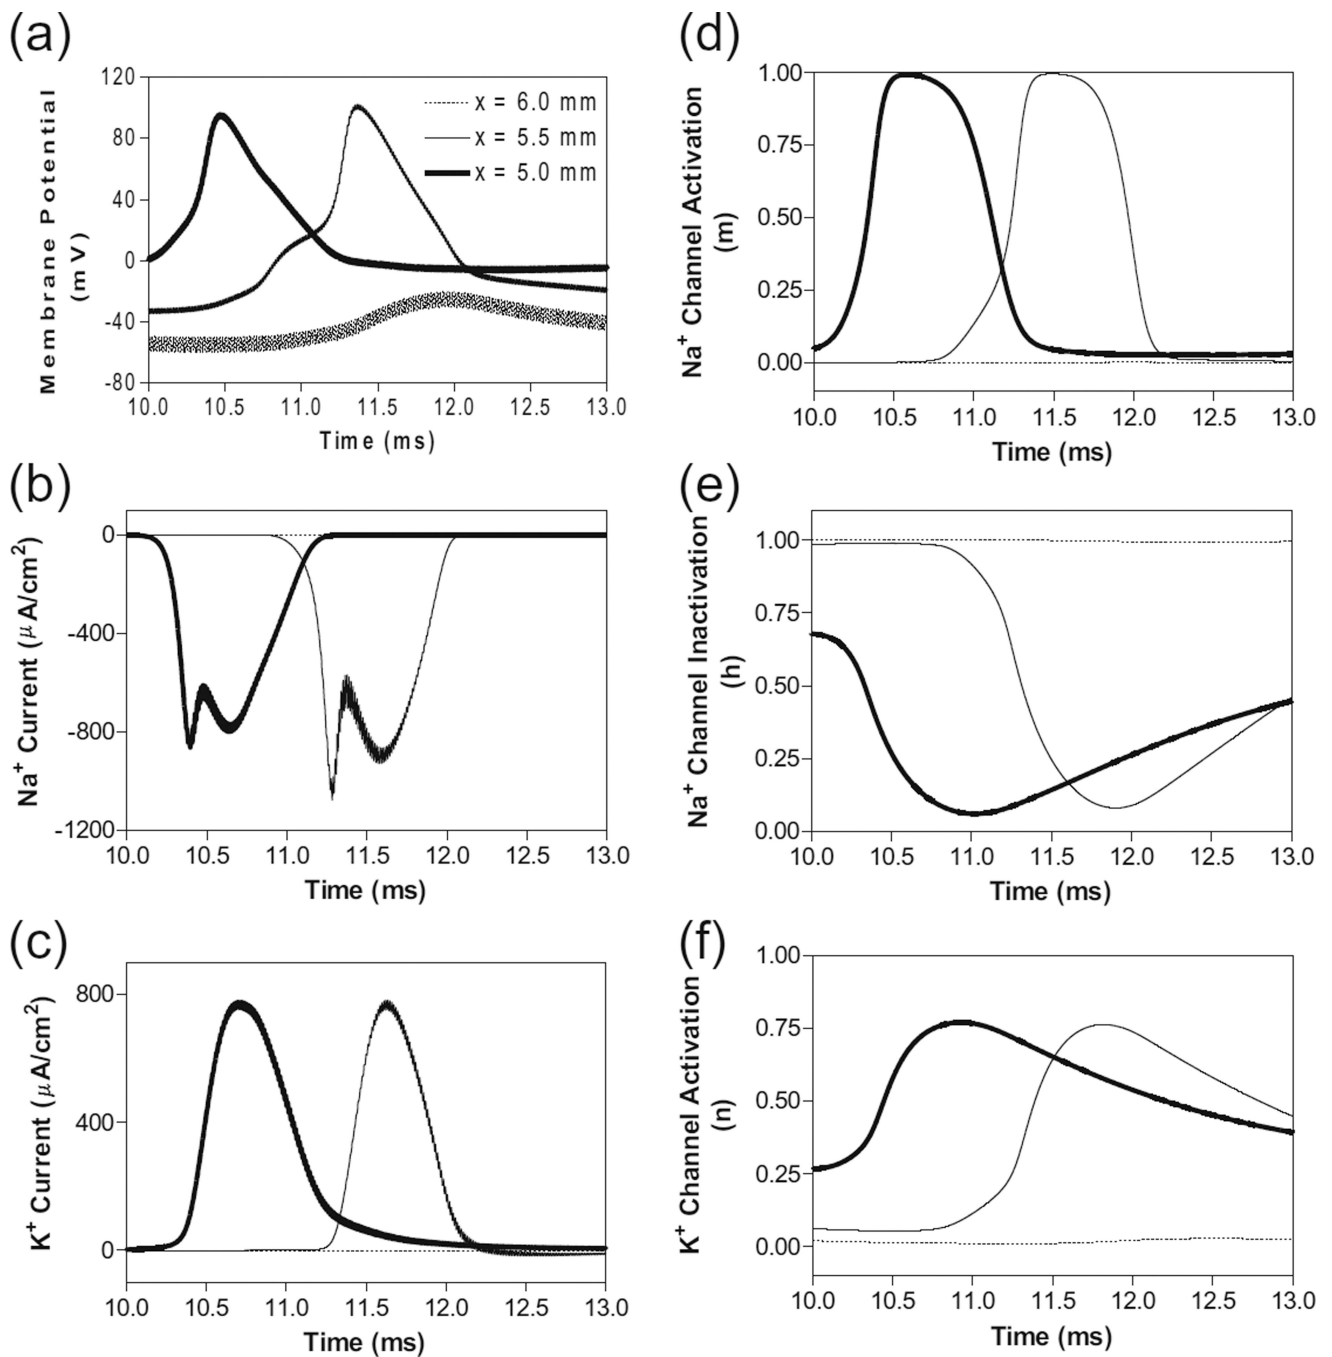 (a)
Membrane Potential
(mV)
120
80
40
0
-40
-80
x = 6.0 mm
x = 5.5 mm
x = 5.0 mm
10.0 10.5 11.0 11.5 12.0 12.5 13.0
Time (ms)
(b)
Na+ Current (μA/cm2)
0
-400
-800
-1200
10.0 10.5 11.0 11.5 12.0 12.5 13.0
Time (ms)
(c)
K+ Current (μA/cm2)
800
400
0
10.0 10.5 11.0 11.5 12.0 12.5 13.0
Time (ms)
(d)
Na+ Channel Activation
(m)
1.00
0.75
0.50
0.25
0.00
10.0 10.5 11.0 11.5 12.0 12.5 13.0
Time (ms)
(e)
Na+ Channel Inactivation
(h)
1.00
0.75
0.50
0.25
0.00
10.0 10.5 11.0 11.5 12.0 12.5 13.0
Time (ms)
(f)
K+ Channel Activation
(n)
1.00
0.75
0.50
0.25
0.00
10.0 10.5 11.0 11.5 12.0 12.5 13.0
Time (ms)